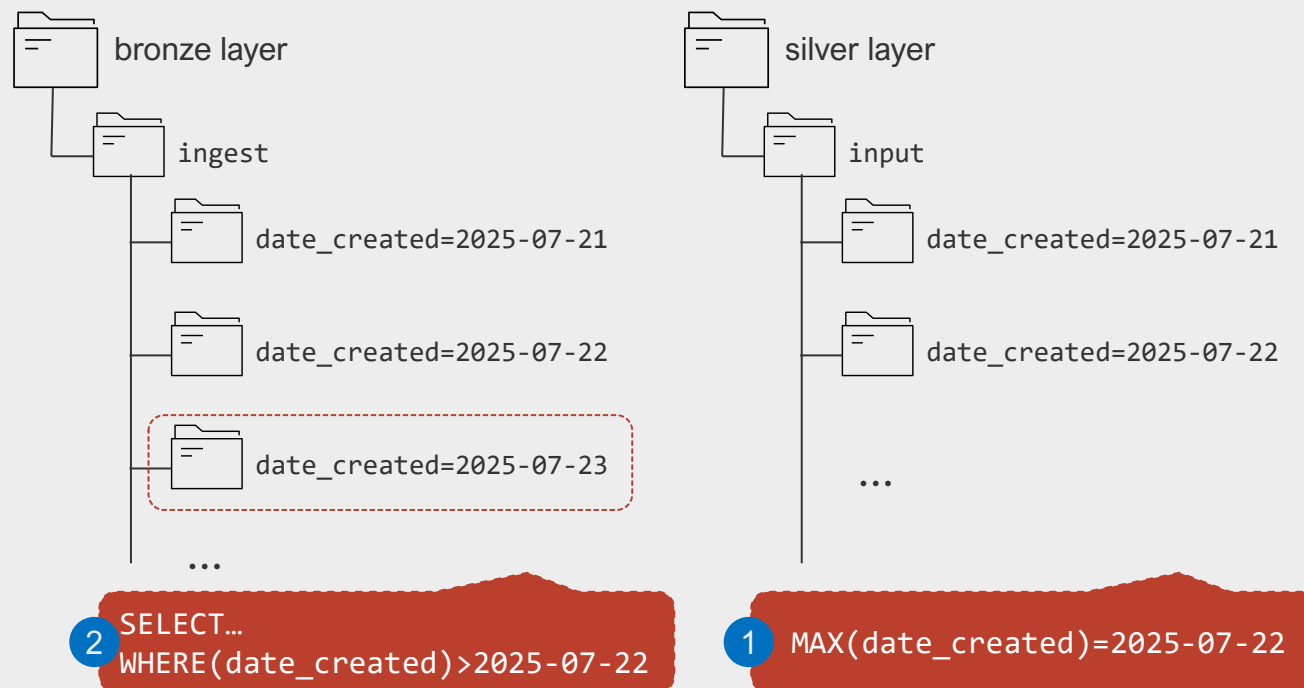 bronze layer
ingest
date_created=2025-07-21
date_created=2025-07-22
date_created=2025-07-23
...
2
SELECT…
WHERE(date_created)>2025-07-22
silver layer
input
date_created=2025-07-21
date_created=2025-07-22
...
1
MAX(date_created)=2025-07-22